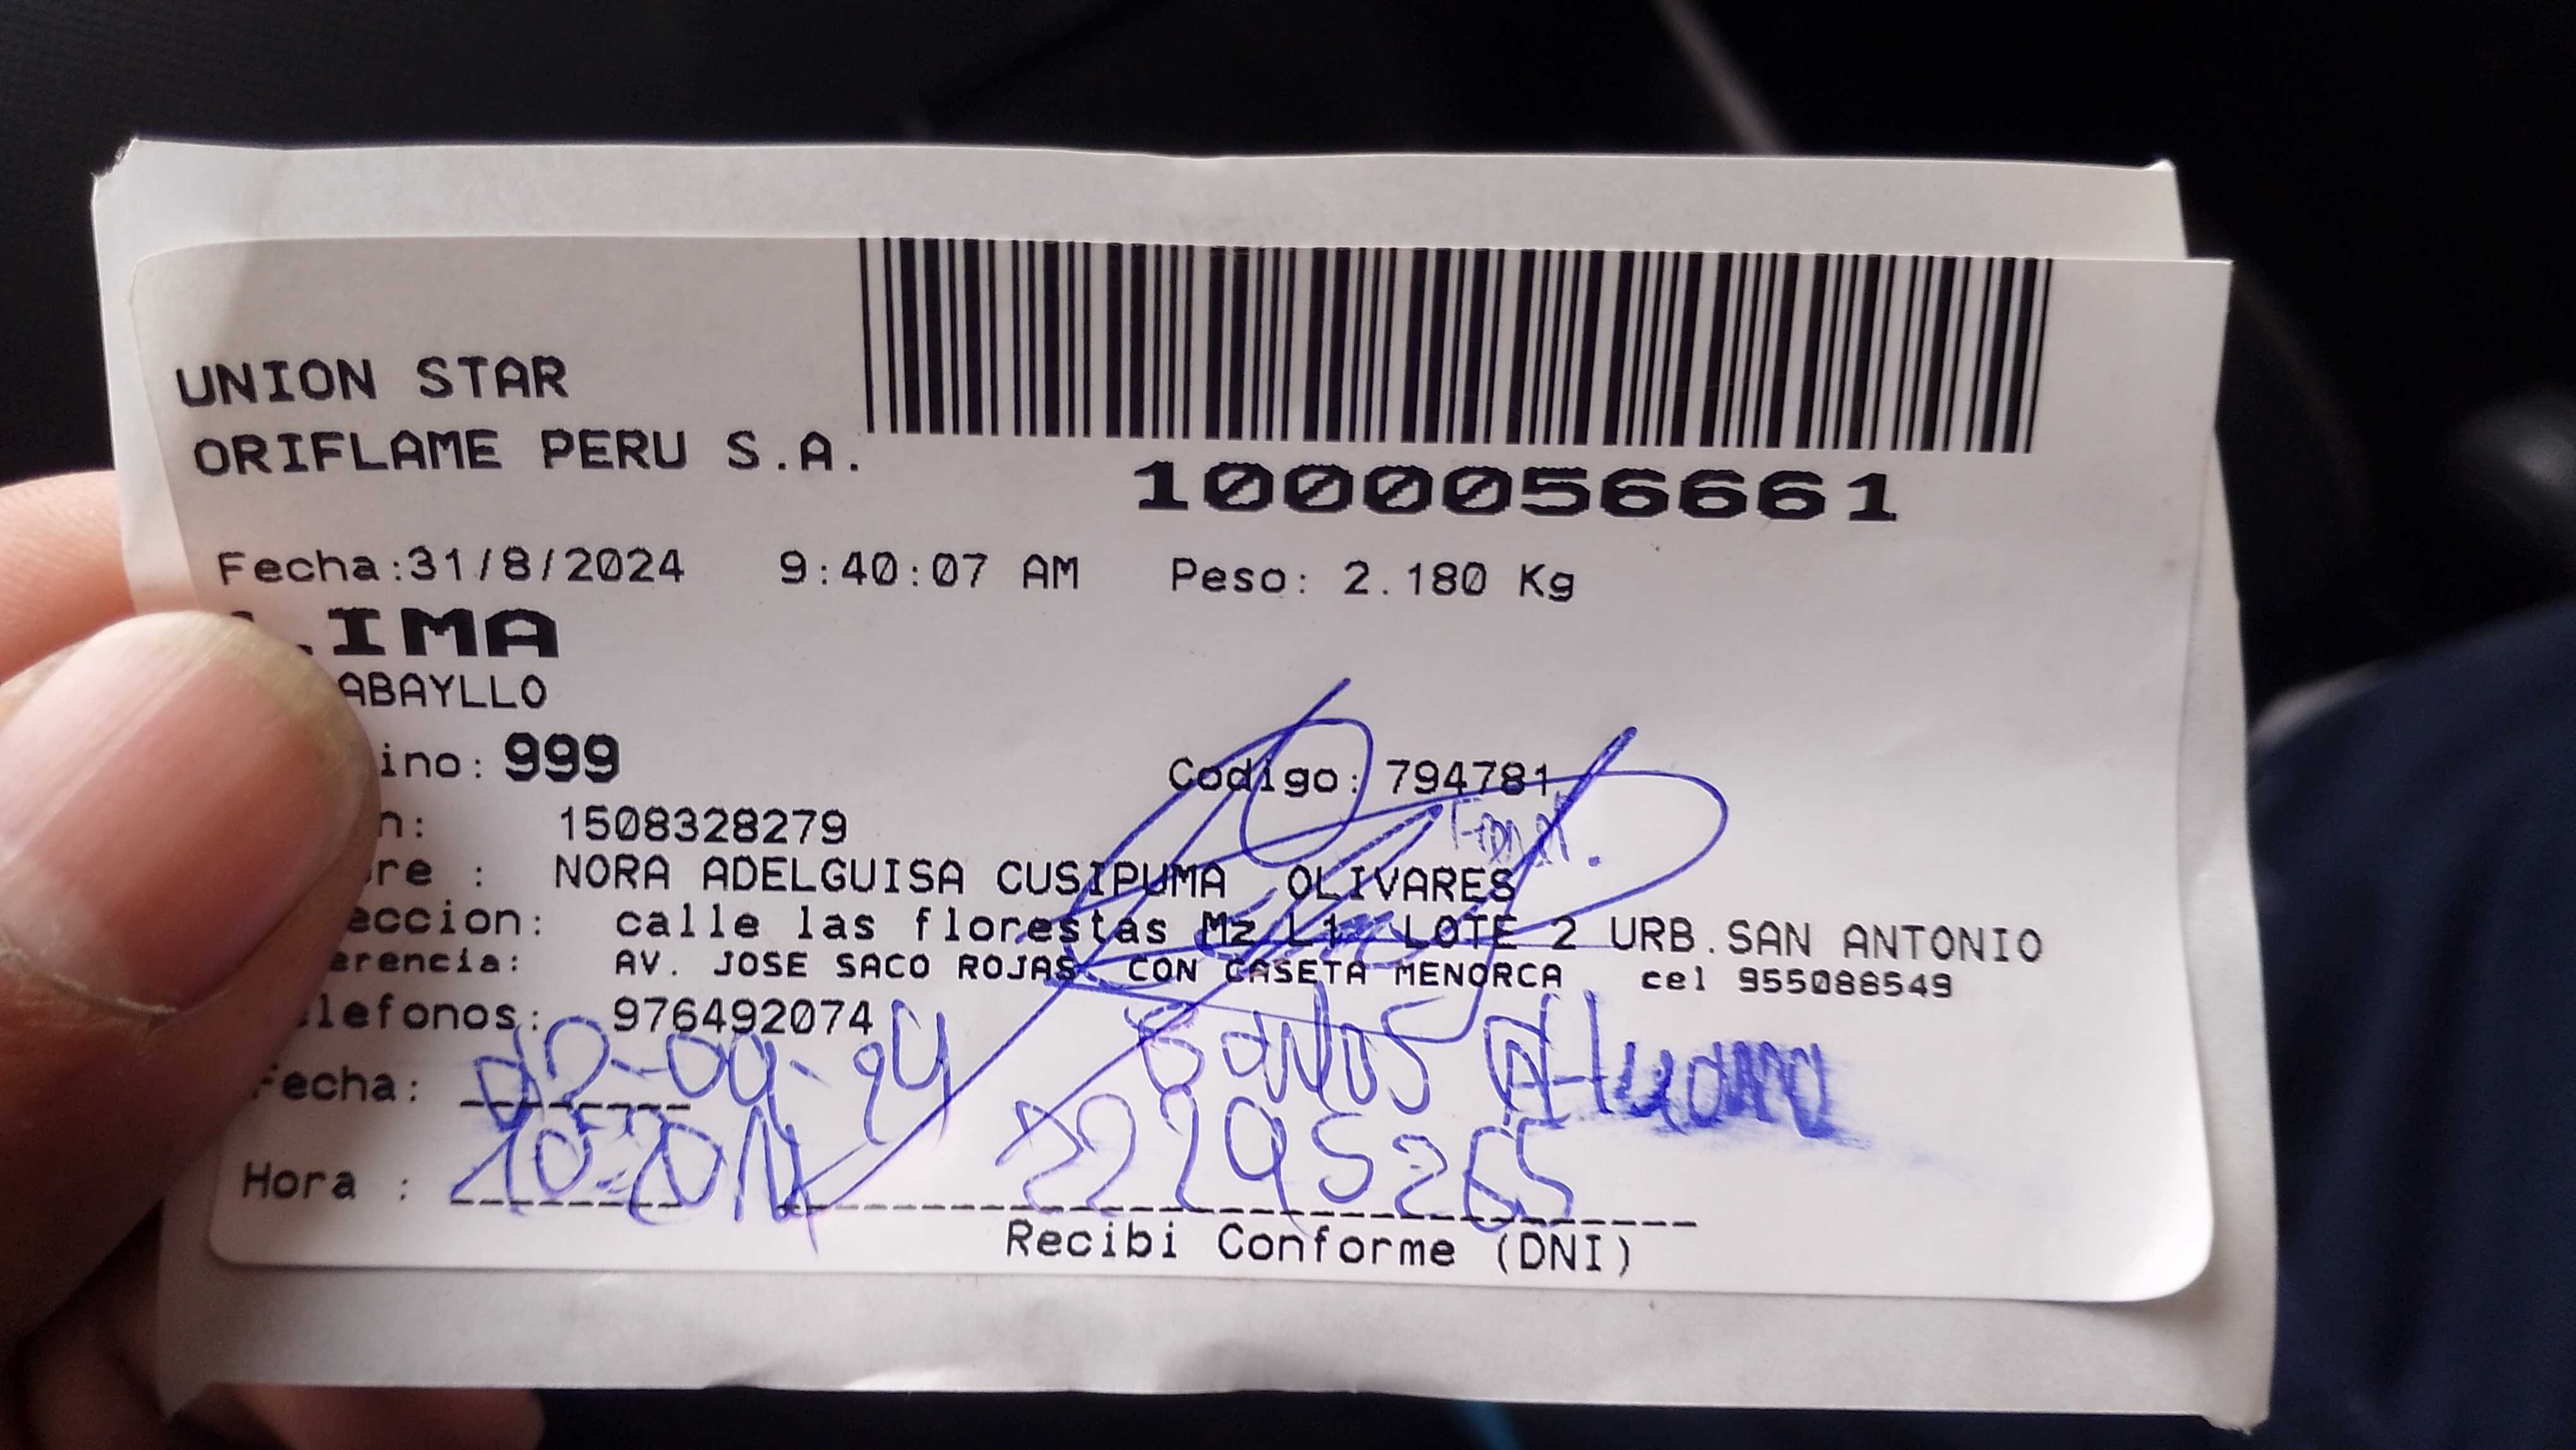 UNION STAR
ORIFLAME PERU S.A.
1000056661
Fecha:31/8/2024 9:40:07 AM Peso: 2.180 Kg
LIMA
ABAYLLO
ino: 999 Codigo: 794781
n: 1508328279
re : NORA ADELGUISA CUSIPUMA OLIVARES
eccion: calle las florestas Mz L1 LOTE 2 URB.SAN ANTONIO
erencia: AV. JOSE SACO ROJAS CON CASETA MENORCA cel 955088549
lefonos: 976492074
Fecha: 02-09-24
Hora : 22295265
Recibi Conforme (DNI)